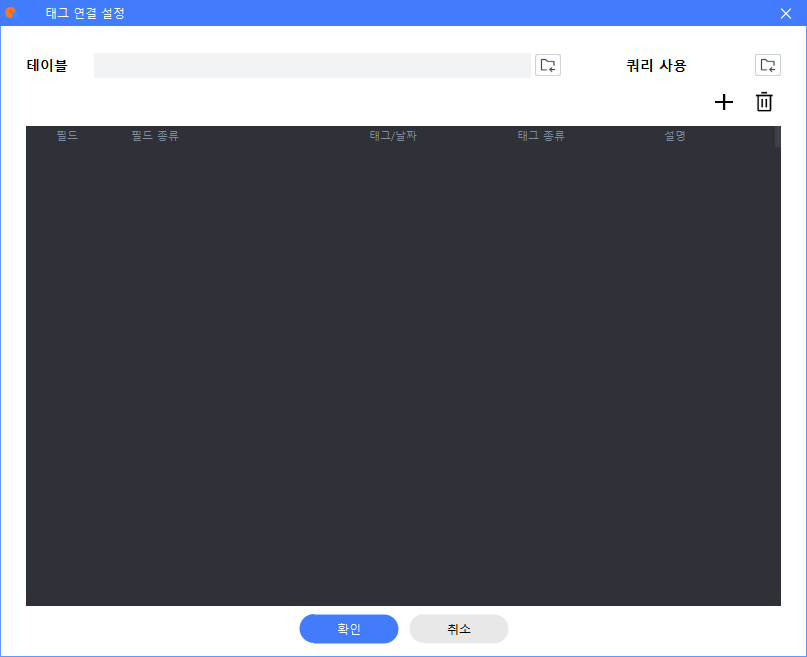 태그 연결 설정
테이블
쿼리 사용
필드 필드 종류 태그/날짜 태그 종류 설명
확인 취소